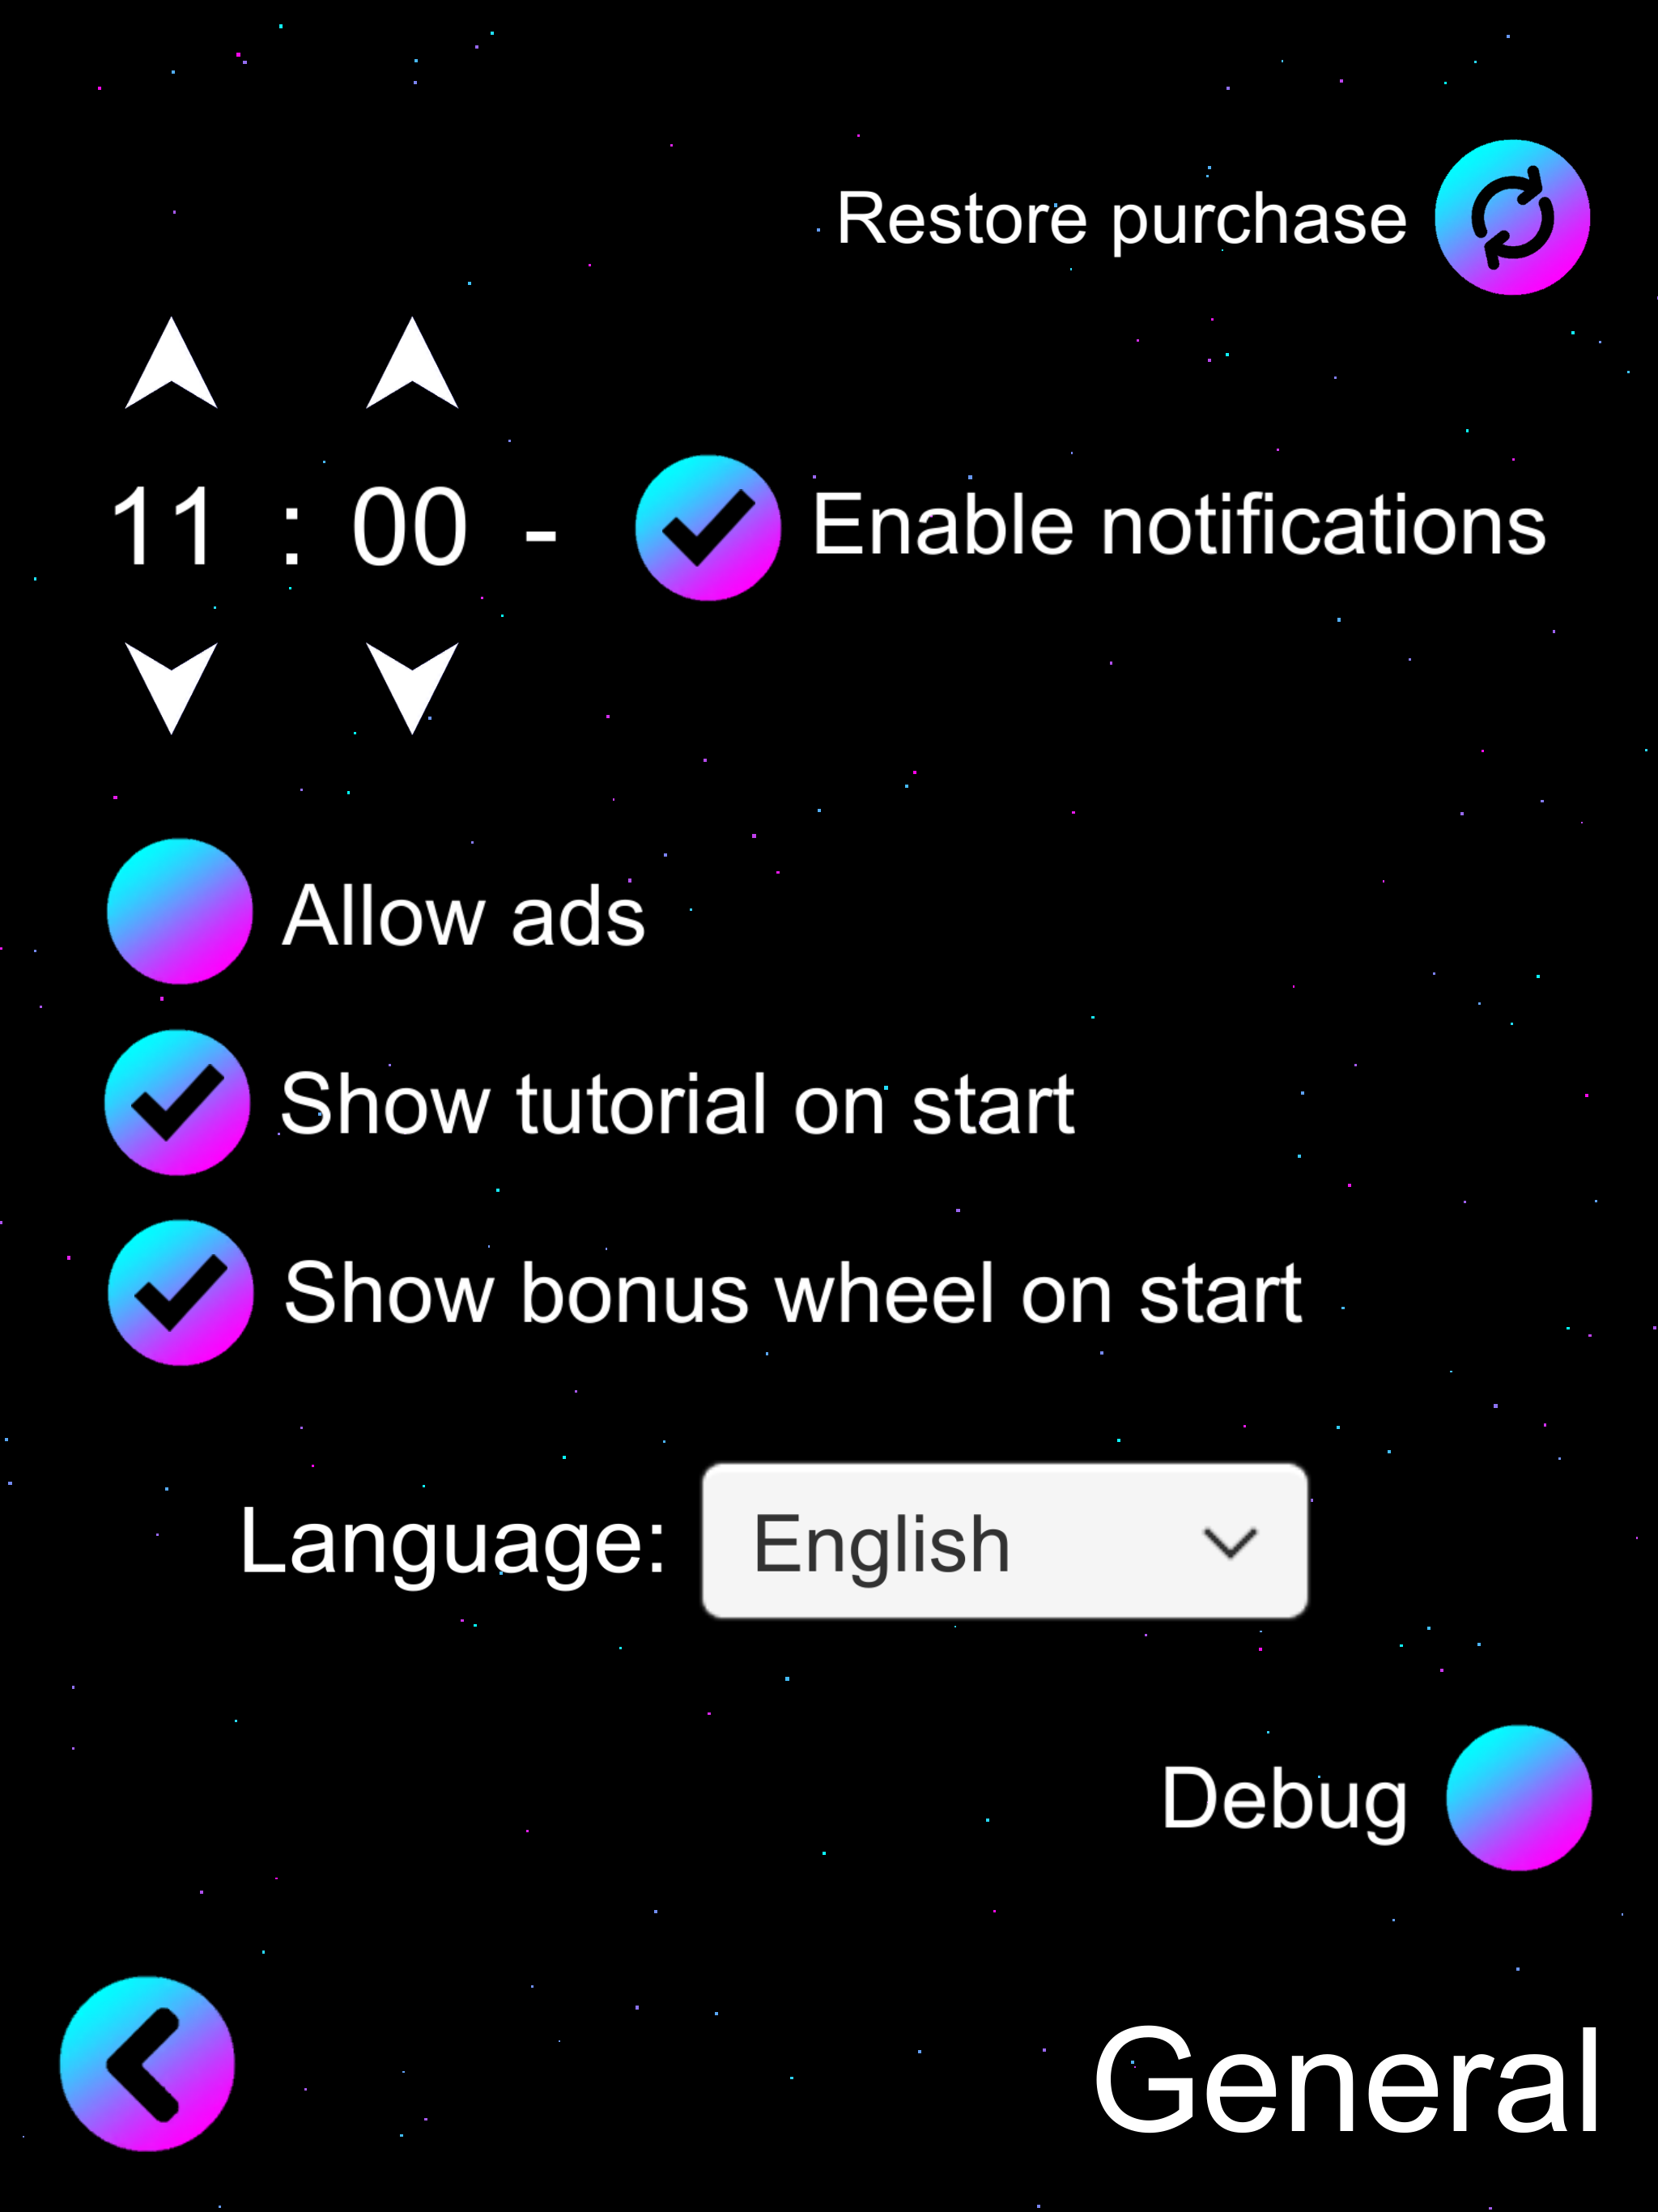 Restore purchase
11 : 00 - Enable notifications
Allow ads
Show tutorial on start
Show bonus wheel on start
Language: English
Debug
General